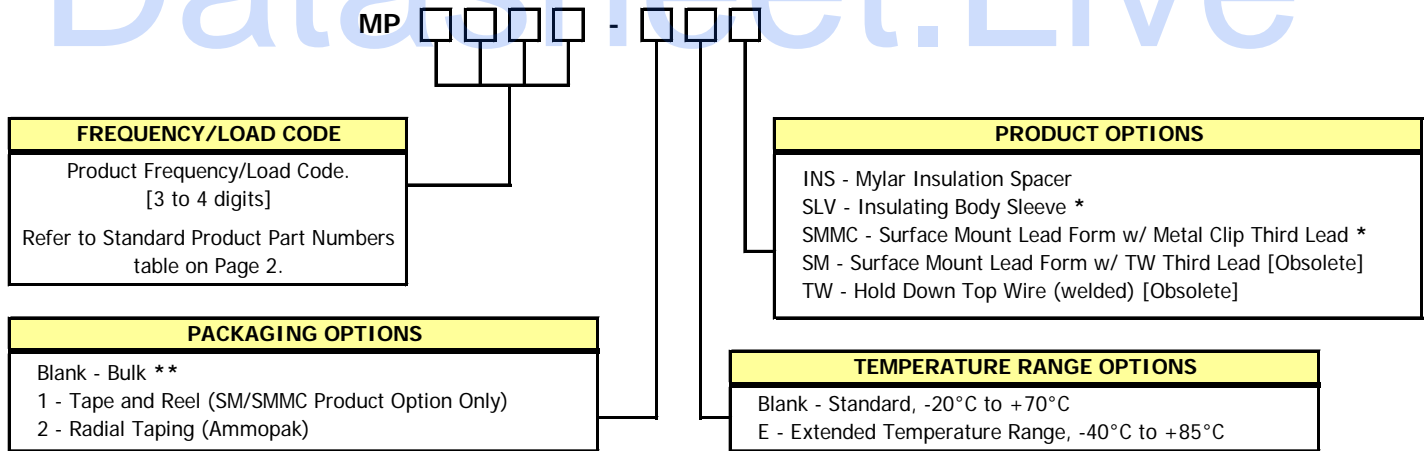 Datasheet.Live
MP -
FREQUENCY/LOAD CODE
Product Frequency/Load Code.
[3 to 4 digits]
Refer to Standard Product Part Numbers
table on Page 2.
PRODUCT OPTIONS
INS - Mylar Insulation Spacer
SLV - Insulating Body Sleeve *
SMMC - Surface Mount Lead Form w/ Metal Clip Third Lead *
SM - Surface Mount Lead Form w/ TW Third Lead [Obsolete]
TW - Hold Down Top Wire (welded) [Obsolete]
PACKAGING OPTIONS
Blank - Bulk **
1 - Tape and Reel (SM/SMMC Product Option Only)
2 - Radial Taping (Ammopak)
TEMPERATURE RANGE OPTIONS
Blank - Standard, -20°C to +70°C
E - Extended Temperature Range, -40°C to +85°C